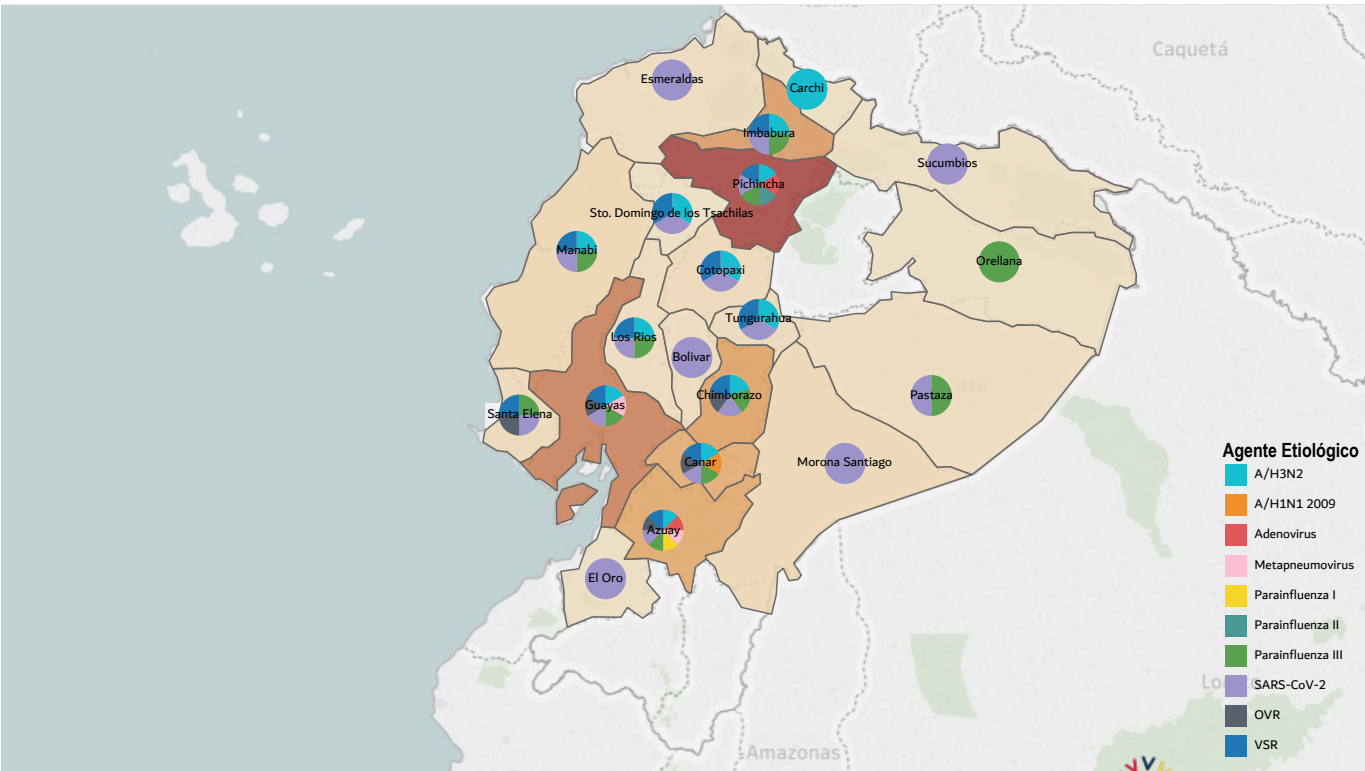 Caquetá
Esmeraldas
Carchi
Imbabura
Sucumbios
Pichincha
Sto. Domingo de los Tsachilas
Manabi
Orellana
Cotopaxi
Tungurahua
Los Rios
Bolivar
Chimborazo
Pastaza
Guayas
Santa Elena
Canar
Morona Santiago
Azuay
El Oro
Agente Etiológico
A/H3N2
A/H1N1 2009
Adenovirus
Metapneumovirus
Parainfluenza I
Parainfluenza II
Parainfluenza III
SARS-CoV-2
OVR
VSR
Amazonas